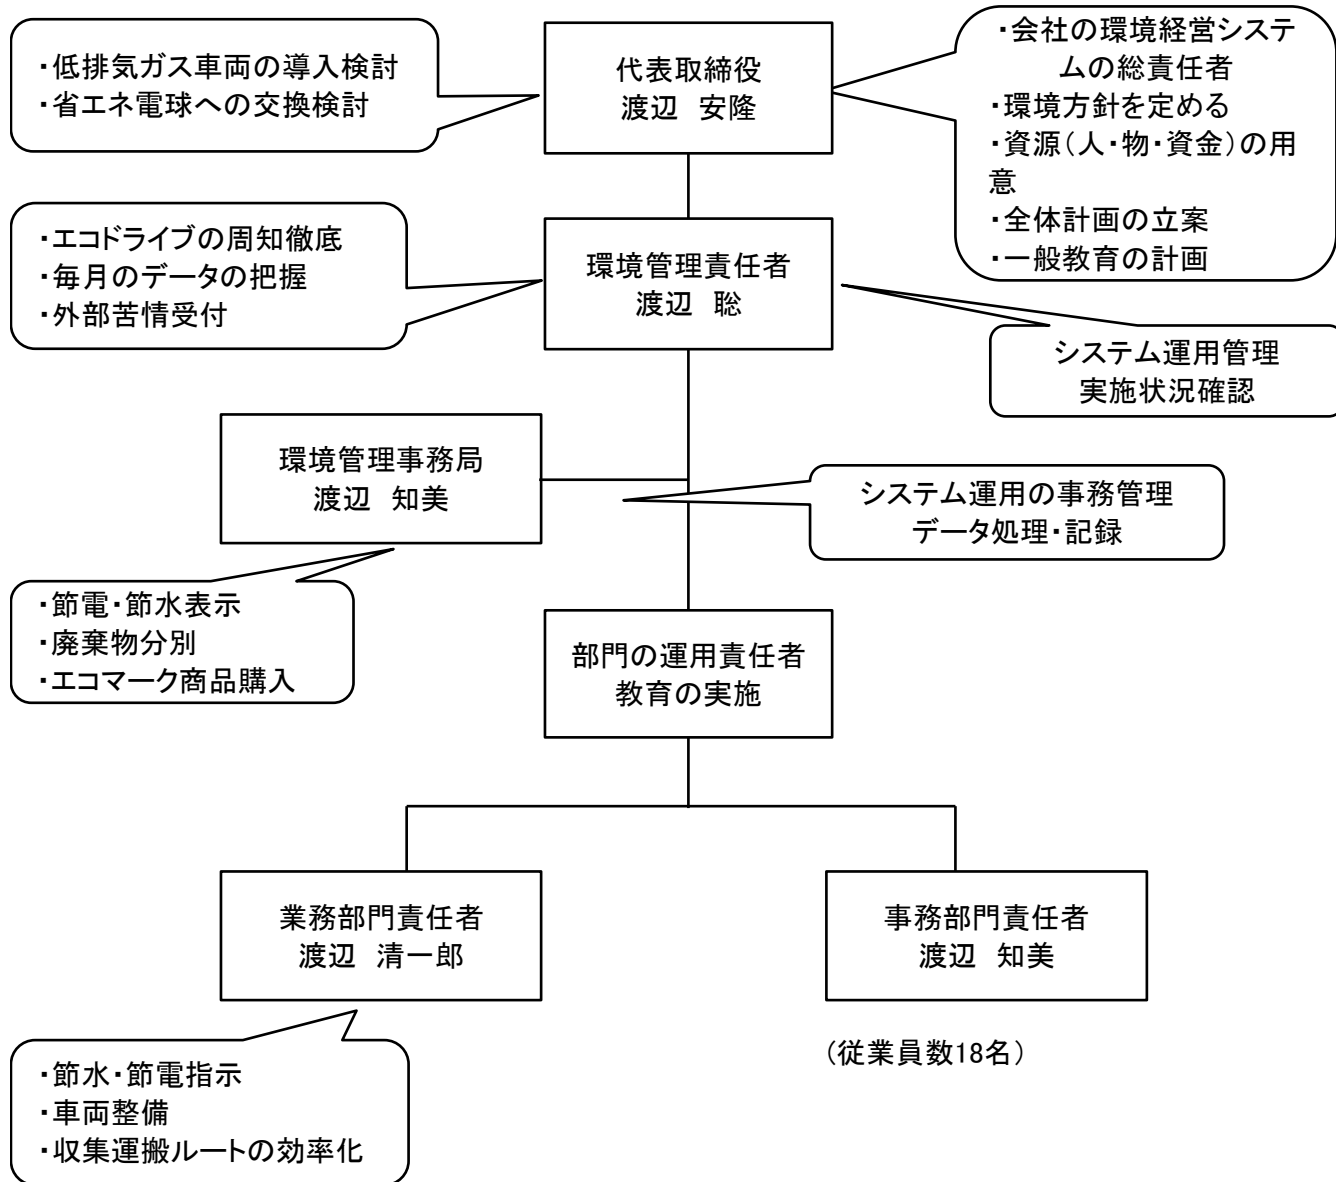 ・低排気ガス車両の導入検討
・省エネ電球への交換検討
代表取締役
渡辺　安隆
・会社の環境経営システ
ムの総責任者
・環境方針を定める
・資源(人・物・資金)の用
意
・全体計画の立案
・一般教育の計画
・エコドライブの周知徹底
・毎月のデータの把握
・外部苦情受付
環境管理責任者
渡辺　聡
システム運用管理
実施状況確認
環境管理事務局
渡辺　知美
システム運用の事務管理
データ処理・記録
・節電・節水表示
・廃棄物分別
・エコマーク商品購入
部門の運用責任者
教育の実施
業務部門責任者
渡辺　清一郎
事務部門責任者
渡辺　知美
・節水・節電指示
・車両整備
・収集運搬ルートの効率化
(従業員数18名)